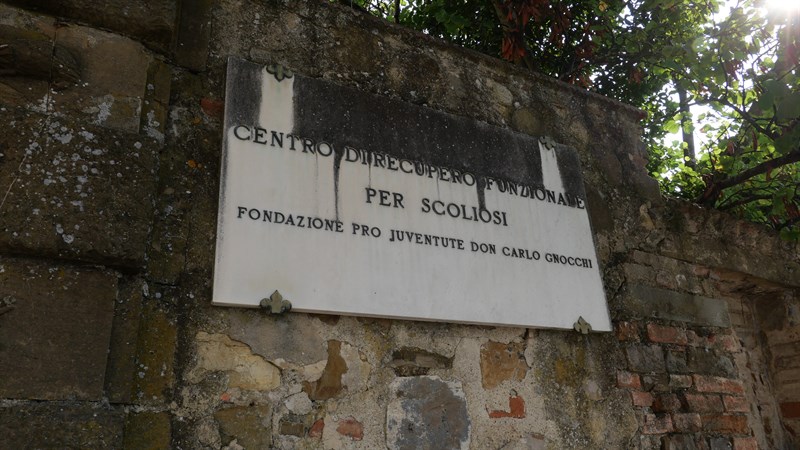 CENTRO DI RECUPERO FUNZIONALE
PER SCOLIOSI
FONDAZIONE PRO JUVENTUTE DON CARLO GNOCCHI